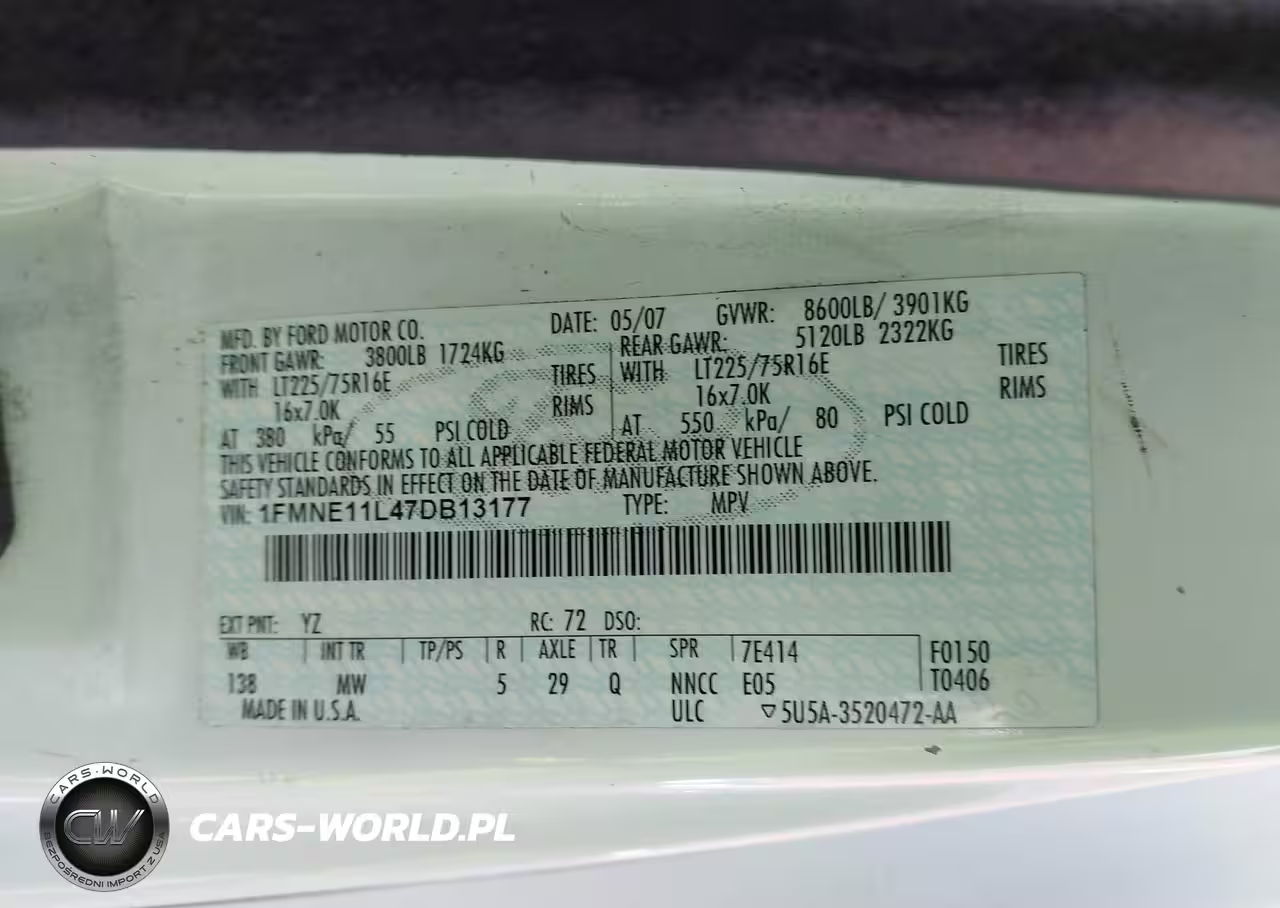 MFD. BY FORD MOTOR CO. DATE: 05/07 GVWR: 8600LB/ 3901KG
FRONT GAWR: 3800LB 1724KG REAR GAWR: 5120LB 2322KG
WITH LT225/75R16E TIRES WITH LT225/75R16E TIRES
16x7.0K RIMS 16x7.0K RIMS
AT 380 kPa/ 55 PSI COLD AT 550 kPa/ 80 PSI COLD
THIS VEHICLE CONFORMS TO ALL APPLICABLE FEDERAL MOTOR VEHICLE
SAFETY STANDARDS IN EFFECT ON THE DATE OF MANUFACTURE SHOWN ABOVE.
VIN: 1FMNE11L47DB13177 TYPE: MPV
EXT PNT: YZ RC: 72 DSO:
WB INT TR TP/PS R AXLE TR SPR 7E414 F0150
138 MW 5 29 Q NNCC E05 T0406
MADE IN U.S.A. ULC ▽5U5A-3520472-AA
CARS-WORLD
CW
BEZPOŚREDNI IMPORT Z USA
CARS-WORLD.PL